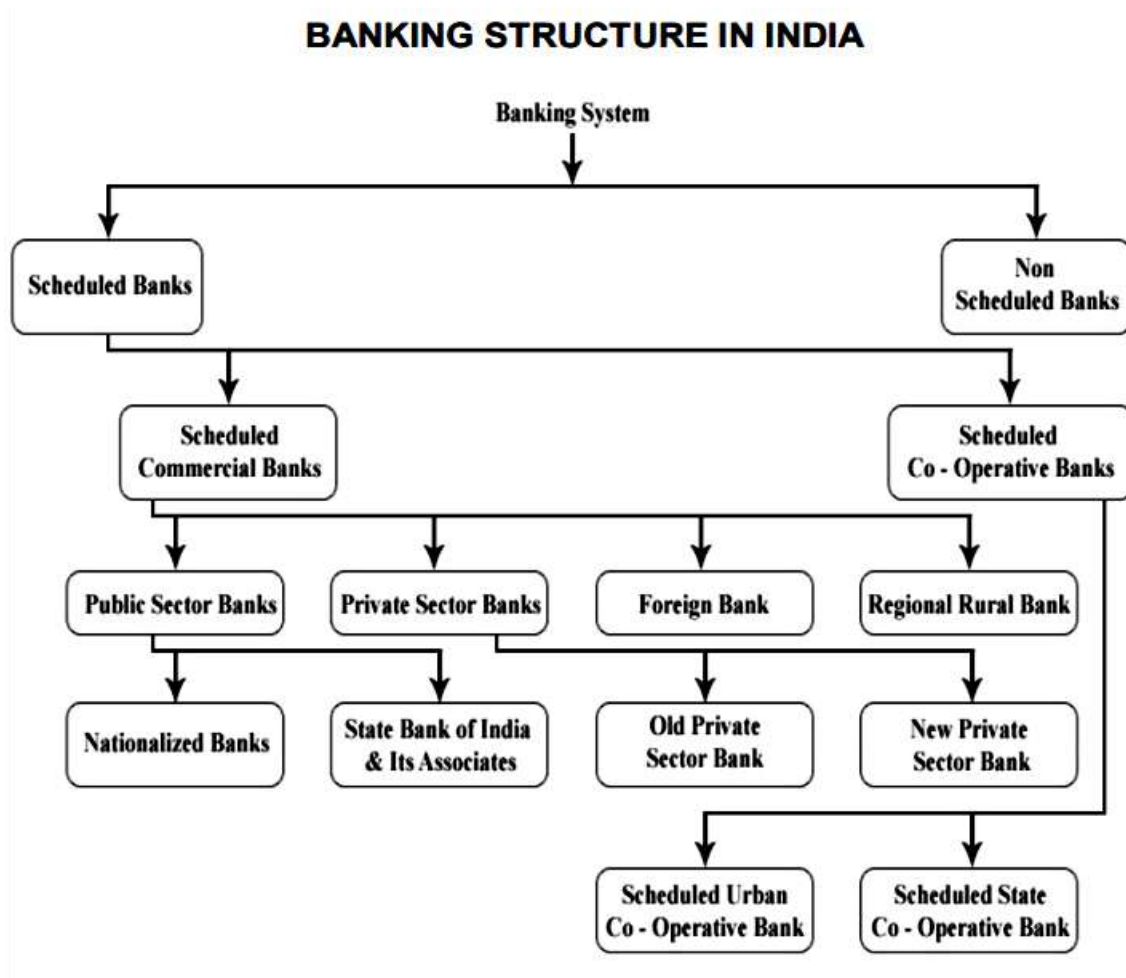 BANKING STRUCTURE IN INDIA
Banking System
Scheduled Banks
Non
Scheduled Banks
Scheduled
Commercial Banks
Scheduled
Co - Operative Banks
Public Sector Banks
Private Sector Banks
Foreign Bank
Regional Rural Bank
Nationalized Banks
State Bank of India
& Its Associates
Old Private
Sector Bank
New Private
Sector Bank
Scheduled Urban
Co - Operative Bank
Scheduled State
Co - Operative Bank